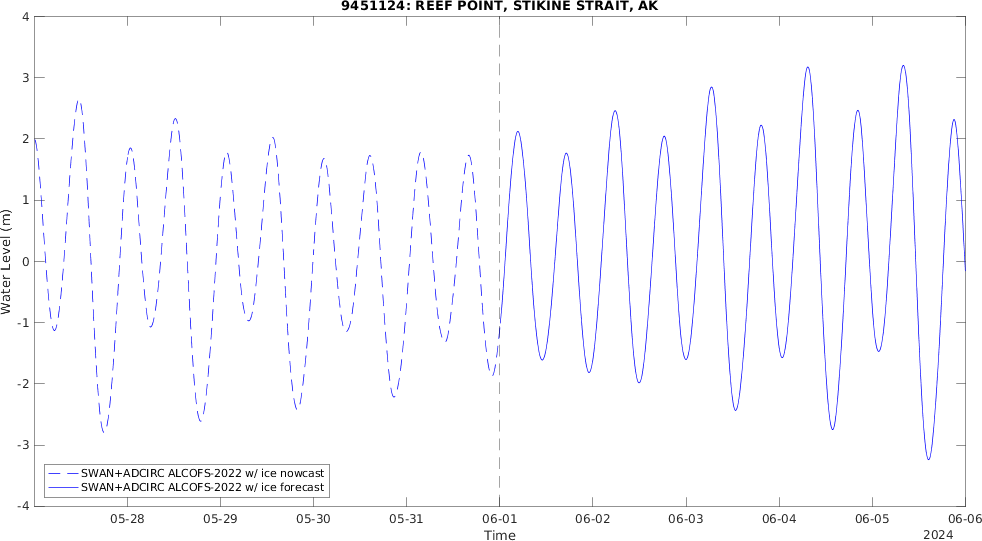 9451124: REEF POINT, STIKINE STRAIT, AK
4
3
2
1
0
-1
-2
-3
-4
Water Level (m)
SWAN+ADCIRC ALCOFS-2022 w/ ice nowcast
SWAN+ADCIRC ALCOFS-2022 w/ ice forecast
05-28 05-29 05-30 05-31 06-01 06-02 06-03 06-04 06-05 06-06
Time
2024